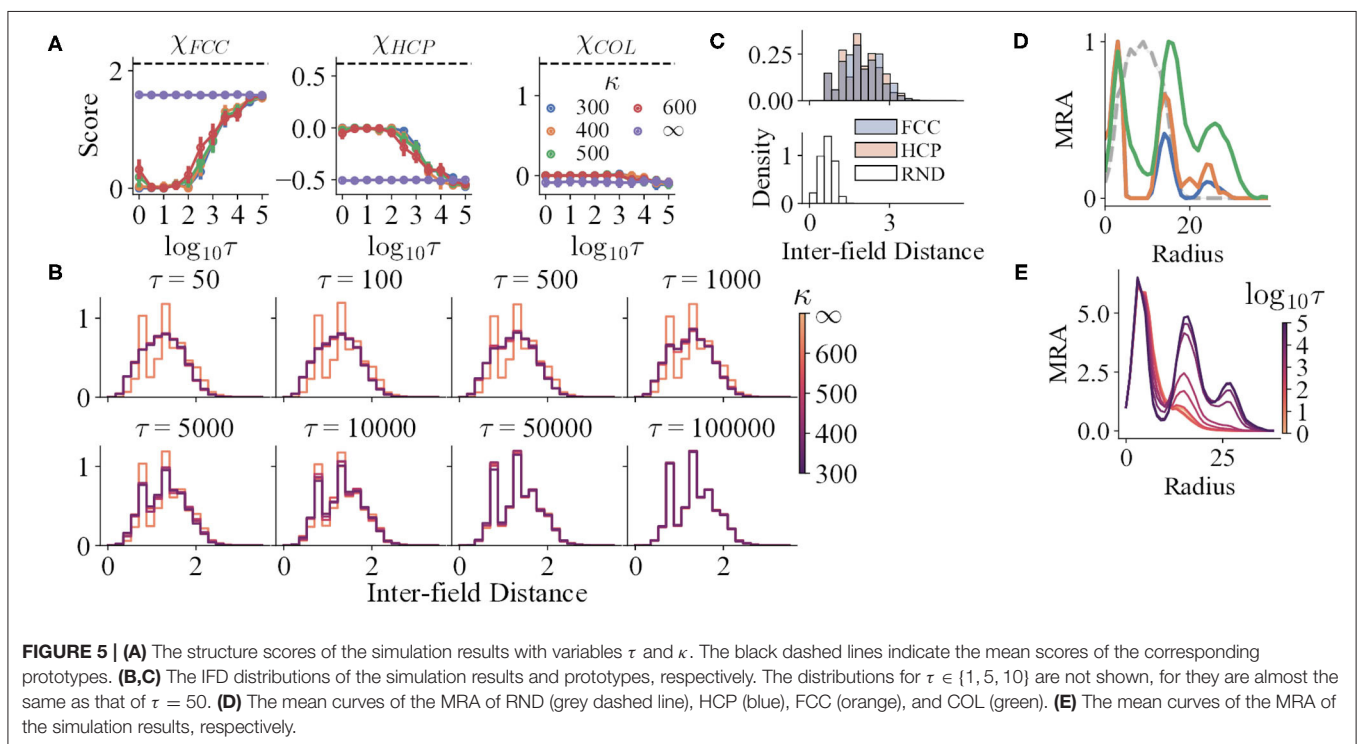 A
χFCC
χHCP
χCOL
2
0
Score
0 1 2 3 4 5
log10τ
0.5
0.0
−0.5
0 1 2 3 4 5
log10τ
1
0
κ
300 600
400 ∞
500
0 1 2 3 4 5
log10τ
B
τ = 50 τ = 100 τ = 500 τ = 1000
1
0
τ = 5000 τ = 10000 τ = 50000 τ = 100000
1
0
0 2 0 2 0 2 0 2
Inter-field Distance
κ
∞
600
500
400
300
C
0.25
0.00
FCC
HCP
RND
1
0
Density
0 3
Inter-field Distance
D
1
0
MRA
0 20
Radius
E
5.0
2.5
0.0
MRA
0 25
Radius
log10τ
5
4
3
2
1
0
FIGURE 5 | (A) The structure scores of the simulation results with variables τ and κ. The black dashed lines indicate the mean scores of the corresponding
prototypes. (B,C) The IFD distributions of the simulation results and prototypes, respectively. The distributions for τ ∈ {1, 5, 10} are not shown, for they are almost the
same as that of τ = 50. (D) The mean curves of the MRA of RND (grey dashed line), HCP (blue), FCC (orange), and COL (green). (E) The mean curves of the MRA of
the simulation results, respectively.